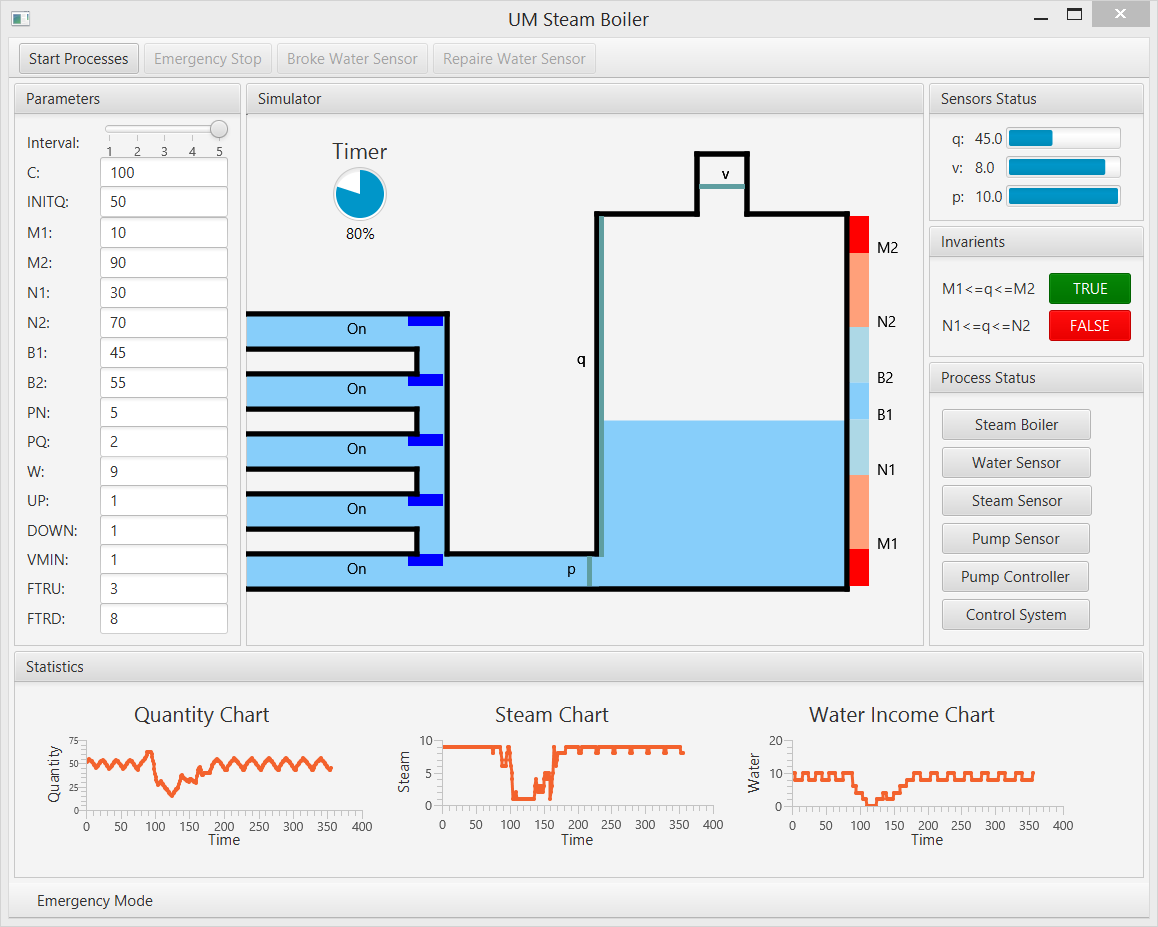 UM Steam Boiler
Start Processes Emergency Stop Broke Water Sensor Repaire Water Sensor
Parameters
Interval:
1 2 3 4 5
C: 100
INITQ: 50
M1: 10
M2: 90
N1: 30
N2: 70
B1: 45
B2: 55
PN: 5
PQ: 2
W: 9
UP: 1
DOWN: 1
VMIN: 1
FTRU: 3
FTRD: 8
Simulator
Timer
80%
v
q
p
On
On
On
On
On
M2
N2
B2
B1
N1
M1
Sensors Status
q: 45.0
v: 8.0
p: 10.0
Invarients
M1<=q<=M2 TRUE
N1<=q<=N2 FALSE
Process Status
Steam Boiler
Water Sensor
Steam Sensor
Pump Sensor
Pump Controller
Control System
Statistics
Quantity Chart
Quantity
75
50
25
0
0 50 100 150 200 250 300 350 400
Time
Steam Chart
Steam
10
5
0
0 50 100 150 200 250 300 350 400
Time
Water Income Chart
Water
20
10
0
0 50 100 150 200 250 300 350 400
Time
Emergency Mode